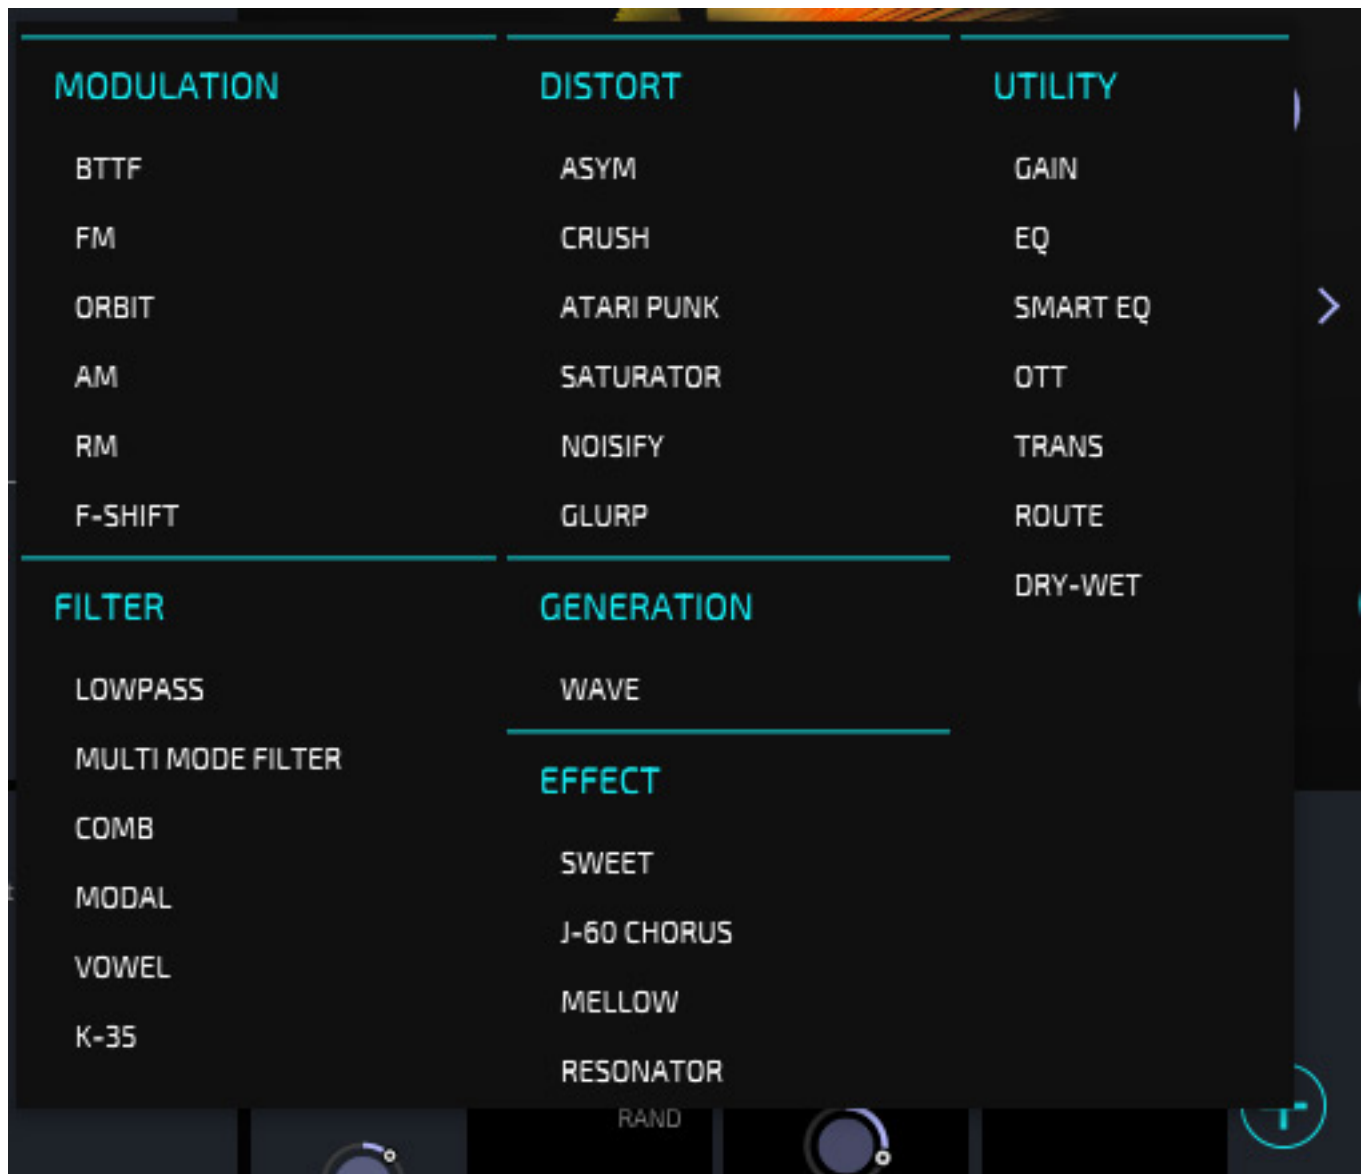 MODULATION
BTTF
FM
ORBIT
AM
RM
F-SHIFT
FILTER
LOWPASS
MULTI MODE FILTER
COMB
MODAL
VOWEL
K-35
DISTORT
ASYM
CRUSH
ATARI PUNK
SATURATOR
NOISIFY
GLURP
GENERATION
WAVE
EFFECT
SWEET
J-60 CHORUS
MELLOW
RESONATOR
UTILITY
GAIN
EQ
SMART EQ
OTT
TRANS
ROUTE
DRY-WET
RAND